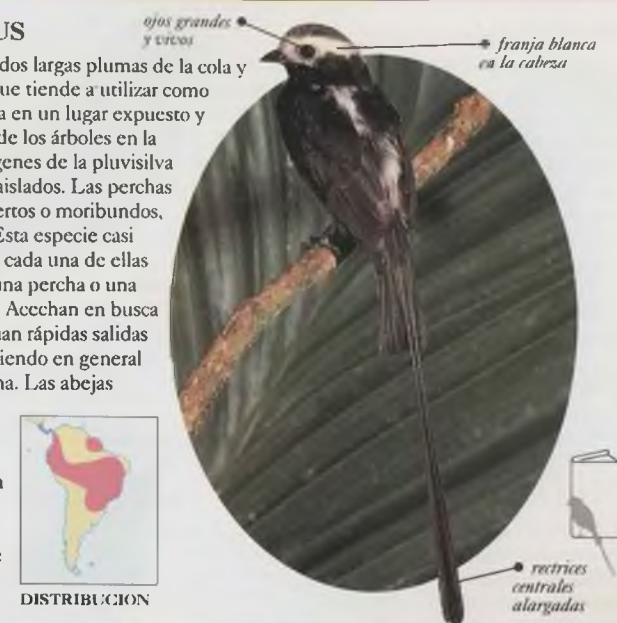 US
dos largas plumas de la cola y
que tiende a utilizar como
a en un lugar expuesto y
de los árboles en la
genes de la pluvisilva
aislados. Las perchas
ertos o moribundos,
Esta especie casi
cada una de ellas
una percha o una
Acechan en busca
an rápidas salidas
iendo en general
na. Las abejas
a
e
DISTRIBUCION
ojos grandes
y vivos
franja blanca
en la cabeza
rectrices
centrales
alargadas